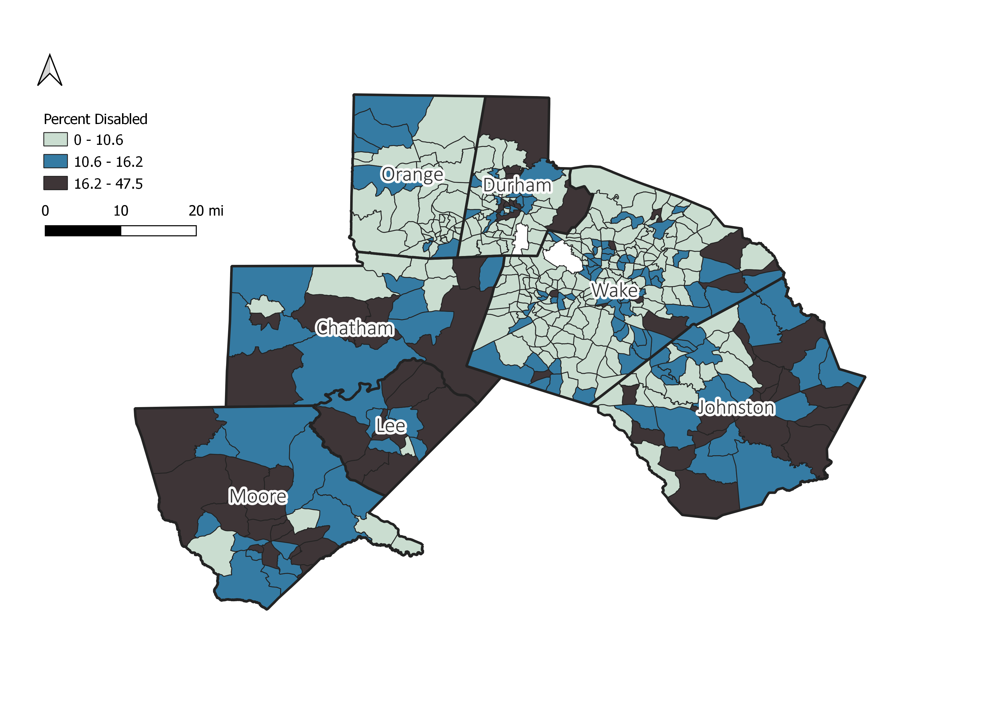 Percent Disabled
0 - 10.6
10.6 - 16.2
16.2 - 47.5
0 10 20 mi
Orange
Durham
Wake
Chatham
Johnston
Lee
Moore